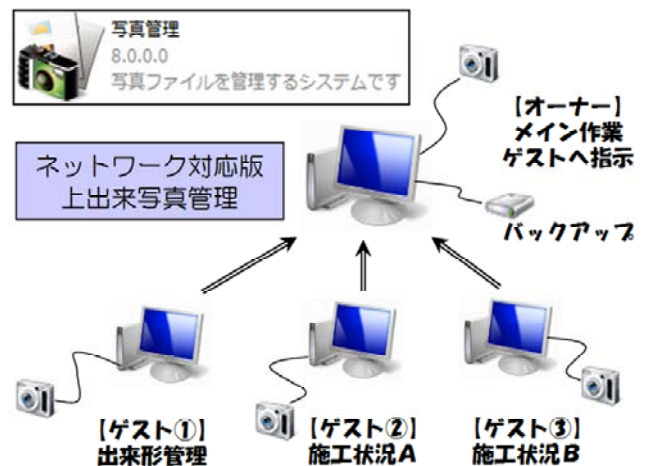 写真管理
8.0.0.0
写真ファイルを管理するシステムです
【オーナー】
メイン作業
ゲストへ指示
ネットワーク対応版
上出来写真管理
バックアップ
【ゲスト①】
出来形管理
【ゲスト②】
施工状況A
【ゲスト③】
施工状況B